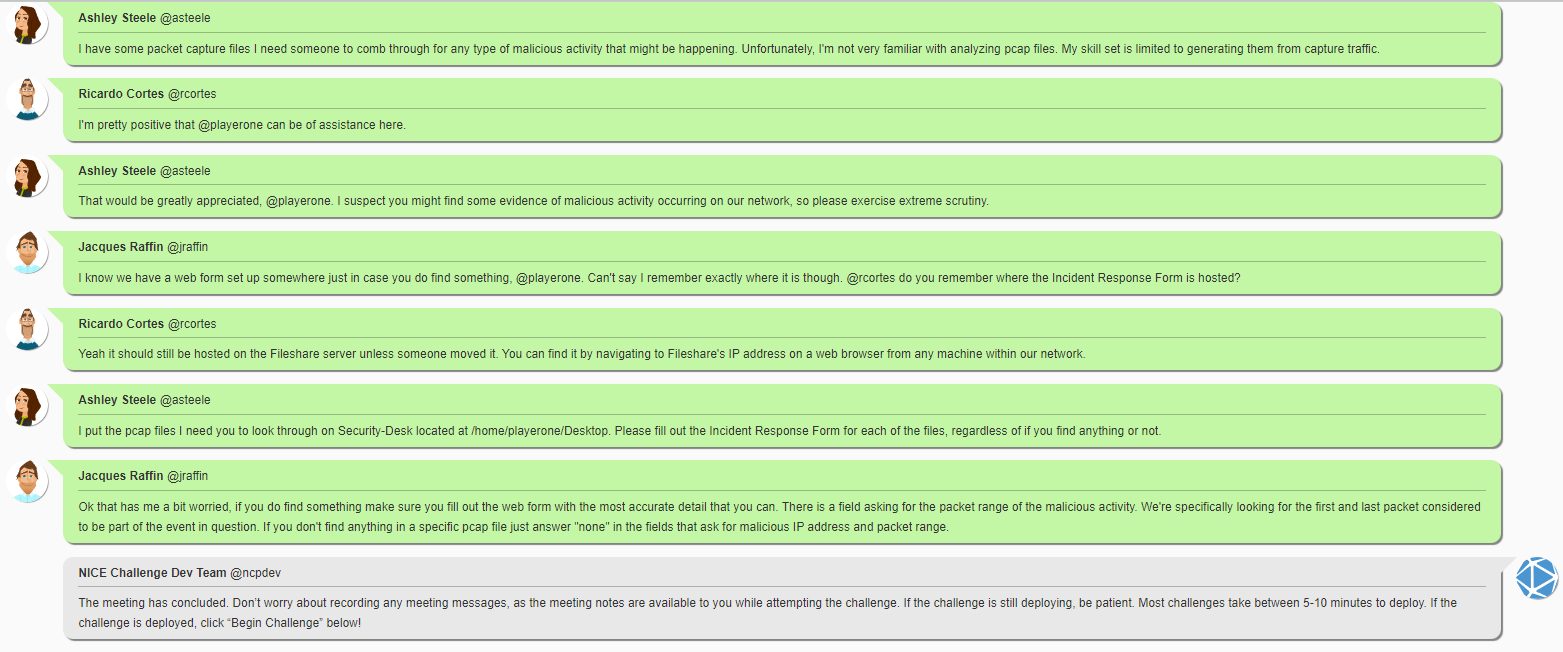 Ashley Steele @asteele
I have some packet capture files I need someone to comb through for any type of malicious activity that might be happening. Unfortunately, I'm not very familiar with analyzing pcap files. My skill set is limited to generating them from capture traffic.
Ricardo Cortes @rcortes
I'm pretty positive that @playerone can be of assistance here.
Ashley Steele @asteele
That would be greatly appreciated, @playerone. I suspect you might find some evidence of malicious activity occurring on our network, so please exercise extreme scrutiny.
Jacques Raffin @jraffin
I know we have a web form set up somewhere just in case you do find something, @playerone. Can't say I remember exactly where it is though. @rcortes do you remember where the Incident Response Form is hosted?
Ricardo Cortes @rcortes
Yeah it should still be hosted on the Fileshare server unless someone moved it. You can find it by navigating to Fileshare's IP address on a web browser from any machine within our network.
Ashley Steele @asteele
I put the pcap files I need you to look through on Security-Desk located at /home/playerone/Desktop. Please fill out the Incident Response Form for each of the files, regardless of if you find anything or not.
Jacques Raffin @jraffin
Ok that has me a bit worried, if you do find something make sure you fill out the web form with the most accurate detail that you can. There is a field asking for the packet range of the malicious activity. We're specifically looking for the first and last packet considered
to be part of the event in question. If you don't find anything in a specific pcap file just answer "none" in the fields that ask for malicious IP address and packet range.
NICE Challenge Dev Team @ncpdev
The meeting has concluded. Don't worry about recording any meeting messages, as the meeting notes are available to you while attempting the challenge. If the challenge is still deploying, be patient. Most challenges take between 5-10 minutes to deploy. If the
challenge is deployed, click “Begin Challenge” below!